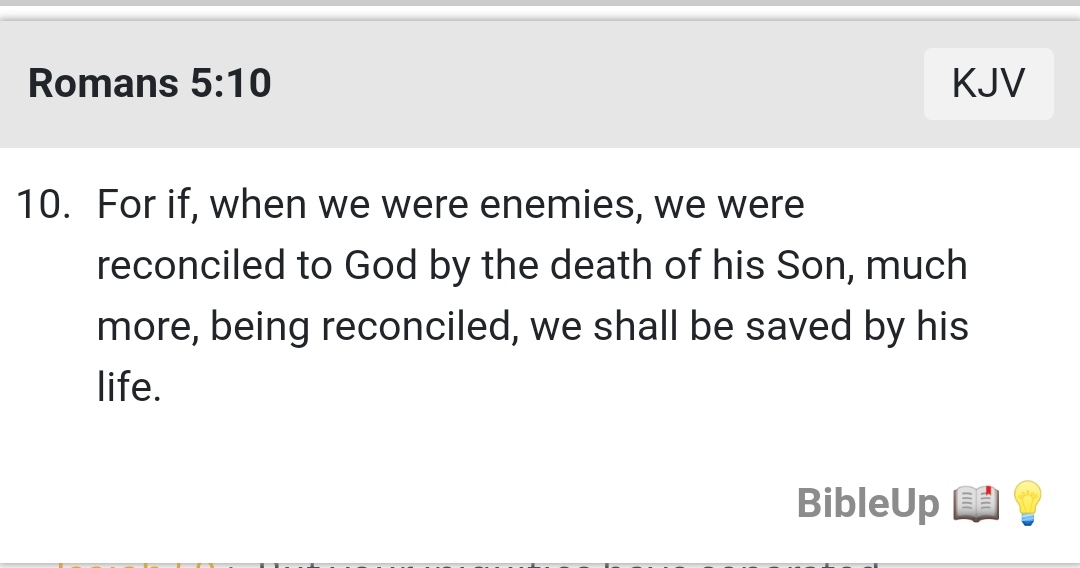 Romans 5:10
KJV
10. For if, when we were enemies, we were
reconciled to God by the death of his Son, much
more, being reconciled, we shall be saved by his
life.
BibleUp 📖💡